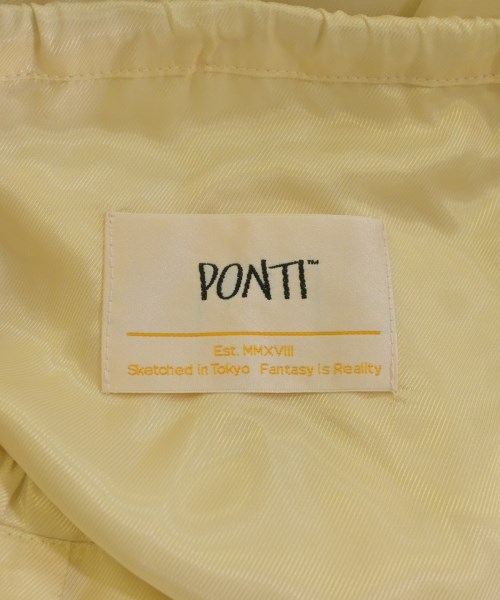 PONTI™
Est. MMXVIII
Sketched in Tokyo Fantasy is Reality